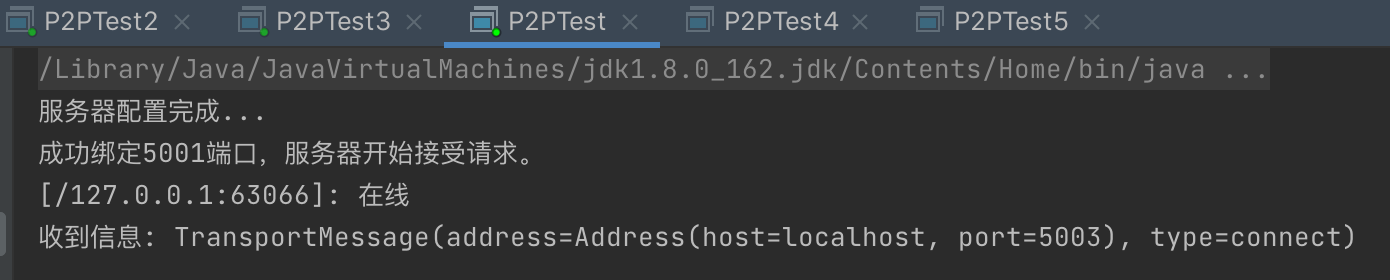 P2PTest2 P2PTest3 P2PTest P2PTest4 P2PTest5
/Library/Java/JavaVirtualMachines/jdk1.8.0_162.jdk/Contents/Home/bin/java ...
服务器配置完成...
成功绑定5001端口，服务器开始接受请求。
[/127.0.0.1:63066]: 在线
收到信息: TransportMessage(address=Address(host=localhost, port=5003), type=connect)